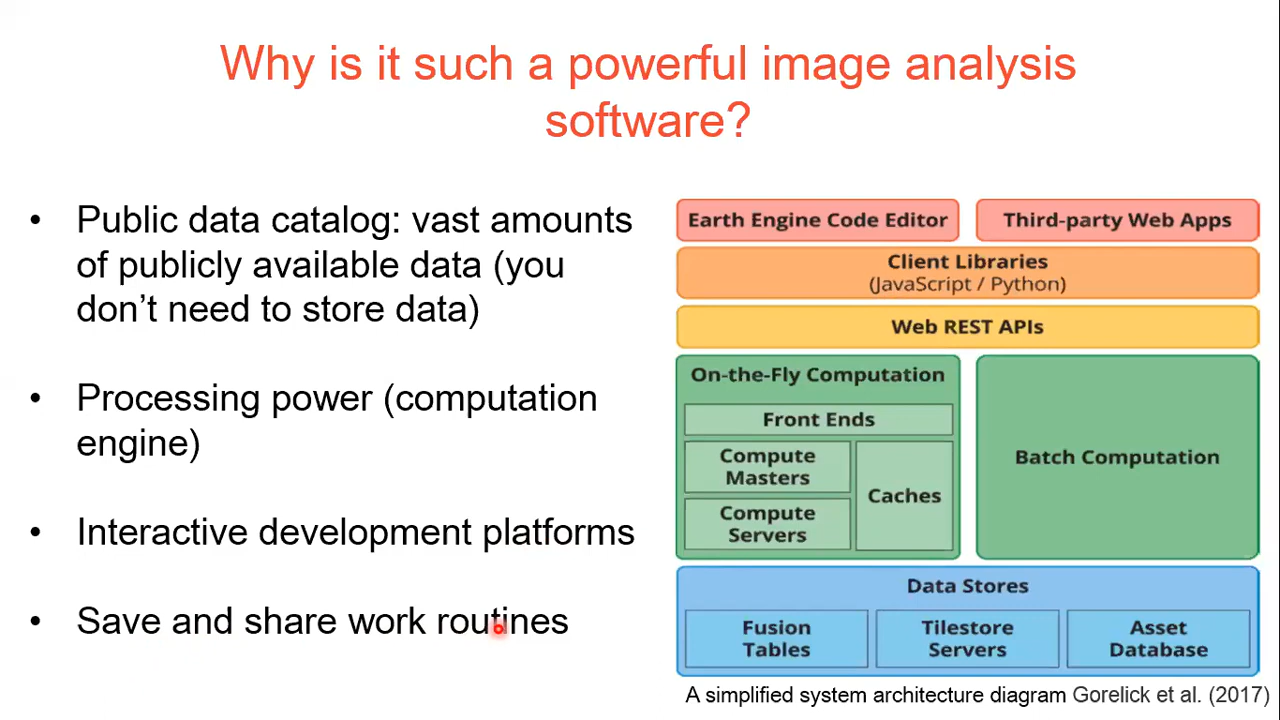 Why is it such a powerful image analysis
software?
• Public data catalog: vast amounts
of publicly available data (you
don’t need to store data)
• Processing power (computation
engine)
• Interactive development platforms
• Save and share work routines
Earth Engine Code Editor
Third-party Web Apps
Client Libraries
(JavaScript / Python)
Web REST APIs
On-the-Fly Computation
Front Ends
Compute
Masters
Compute
Servers
Caches
Batch Computation
Data Stores
Fusion
Tables
Tilestore
Servers
Asset
Database
A simplified system architecture diagram Gorelick et al. (2017)